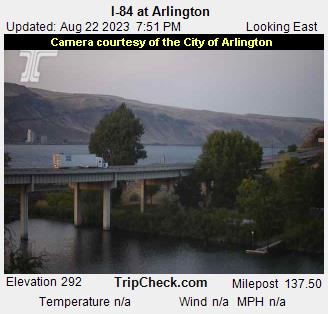 I-84 at Arlington
Updated: Aug 22 2023 7:51 PM Looking East
Camera courtesy of the City of Arlington
Elevation 292 TripCheck.com Milepost 137.50
Temperature n/a Wind n/a MPH n/a